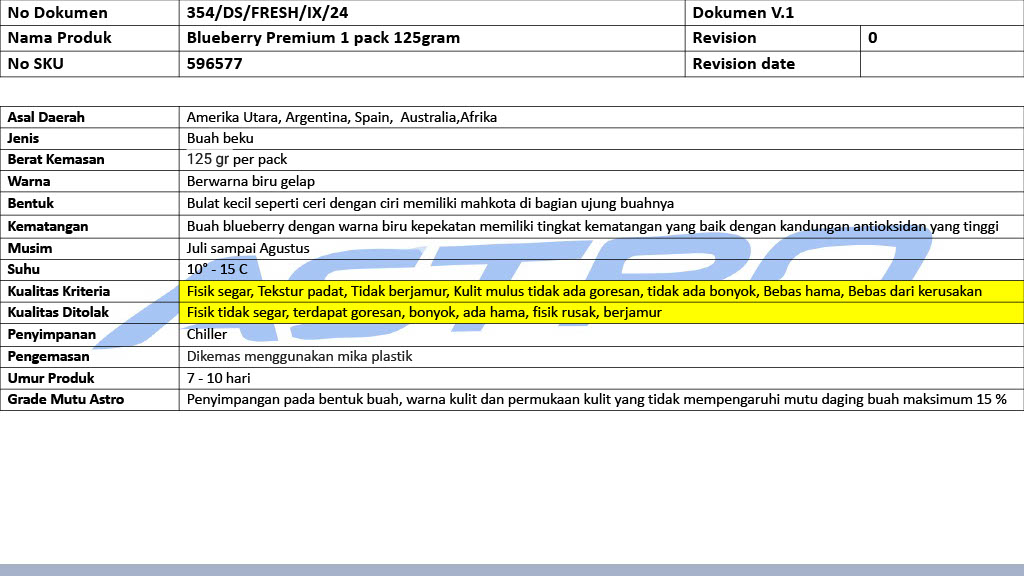 No Dokumen 354/DS/FRESH/IX/24 Dokumen V.1
Nama Produk Blueberry Premium 1 pack 125gram Revision 0
No SKU 596577 Revision date
Asal Daerah Amerika Utara, Argentina, Spain, Australia,Afrika
Jenis Buah beku
Berat Kemasan 125 gr per pack
Warna Berwarna biru gelap
Bentuk Bulat kecil seperti ceri dengan ciri memiliki mahkota di bagian ujung buahnya
Kematangan Buah blueberry dengan warna biru kepekatan memiliki tingkat kematangan yang baik dengan kandungan antioksidan yang tinggi
Musim Juli sampai Agustus
Suhu 10° - 15 C
Kualitas Kriteria Fisik segar, Tekstur padat, Tidak berjamur, Kulit mulus tidak ada goresan, tidak ada bonyok, Bebas hama, Bebas dari kerusakan
Kualitas Ditolak Fisik tidak segar, terdapat goresan, bonyok, ada hama, fisik rusak, berjamur
Penyimpanan Chiller
Pengemasan Dikemas menggunakan mika plastik
Umur Produk 7 - 10 hari
Grade Mutu Astro Penyimpangan pada bentuk buah, warna kulit dan permukaan kulit yang tidak mempengaruhi mutu daging buah maksimum 15 %
ASTRO